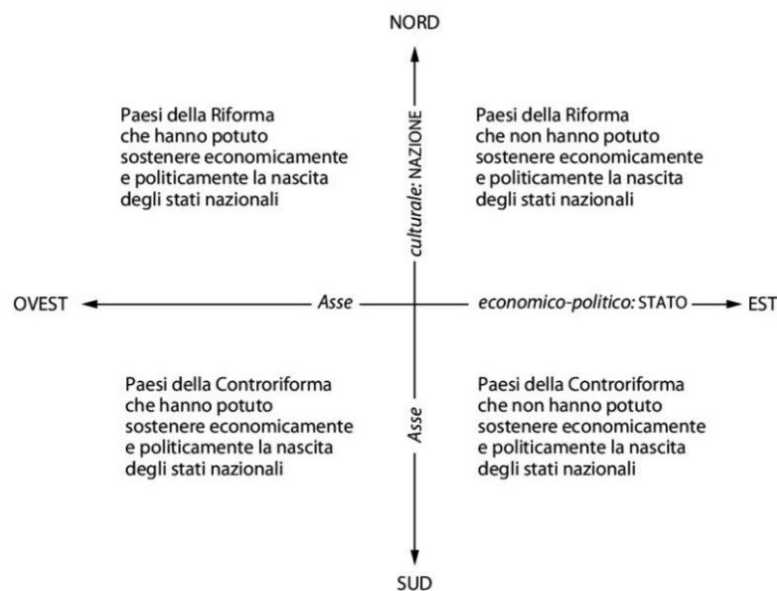 NORD
Paesi della Riforma
che hanno potuto
sostenere economicamente
e politicamente la nascita
degli stati nazionali
culturale: NAZIONE
Paesi della Riforma
che non hanno potuto
sostenere economicamente
e politicamente la nascita
degli stati nazionali
OVEST
Asse
economico-politico: STATO
EST
Paesi della Controriforma
che hanno potuto
sostenere economicamente
e politicamente la nascita
degli stati nazionali
Asse
Paesi della Controriforma
che non hanno potuto
sostenere economicamente
e politicamente la nascita
degli stati nazionali
SUD